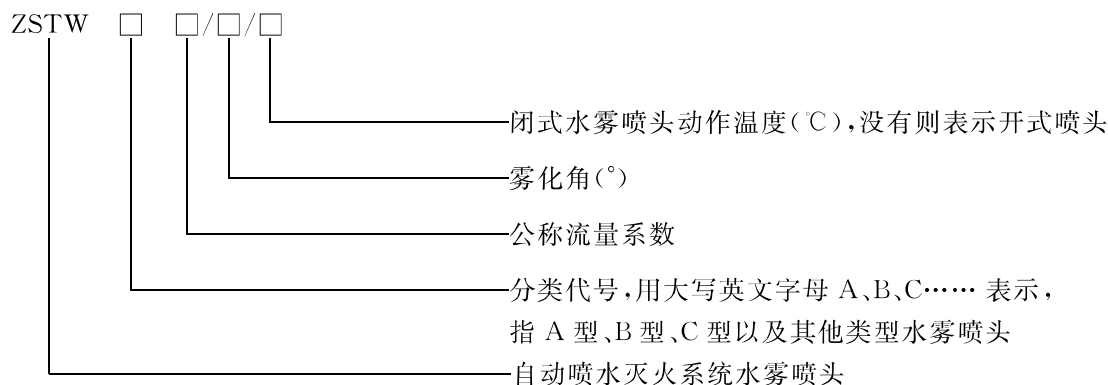 ZSTW □ □/□/□
闭式水雾喷头动作温度(℃),没有则表示开式喷头
雾化角(°)
公称流量系数
分类代号,用大写英文字母 A、B、C…… 表示,
指 A 型、B 型、C 型以及其他类型水雾喷头
自动喷水灭火系统水雾喷头